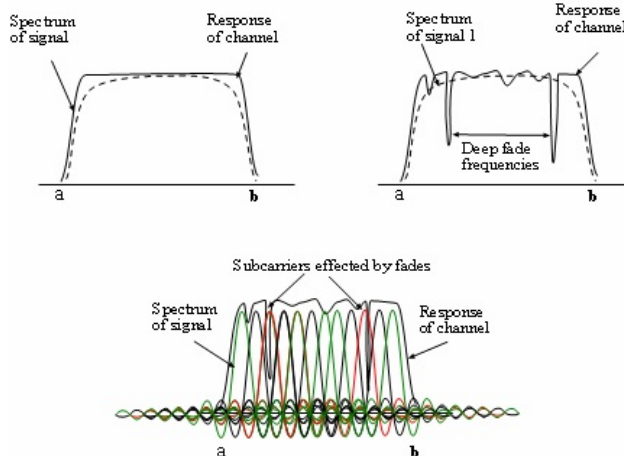 Spectrum
of signal
Response
of channel
a
b
Spectrum
of signal 1
Response
of channel
Deep fade
frequencies
a
b
Subcarriers effected by fades
Spectrum
of signal
Response
of channel
a
b